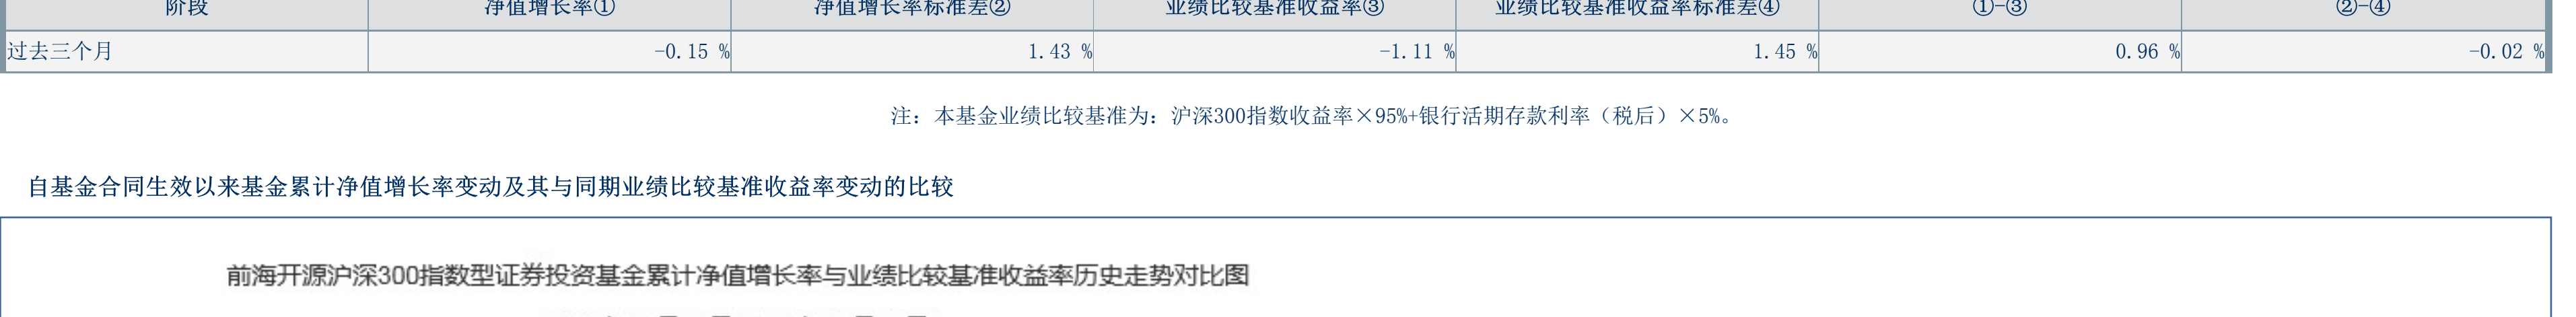 阶段 净值增长率① 净值增长率标准差② 业绩比较基准收益率③ 业绩比较基准收益率标准差④ ①-③ ②-④
过去三个月 -0.15 % 1.43 % -1.11 % 1.45 % 0.96 % -0.02 %
注：本基金业绩比较基准为：沪深300指数收益率×95%+银行活期存款利率（税后）×5%。
自基金合同生效以来基金累计净值增长率变动及其与同期业绩比较基准收益率变动的比较
前海开源沪深300指数型证券投资基金累计净值增长率与业绩比较基准收益率历史走势对比图